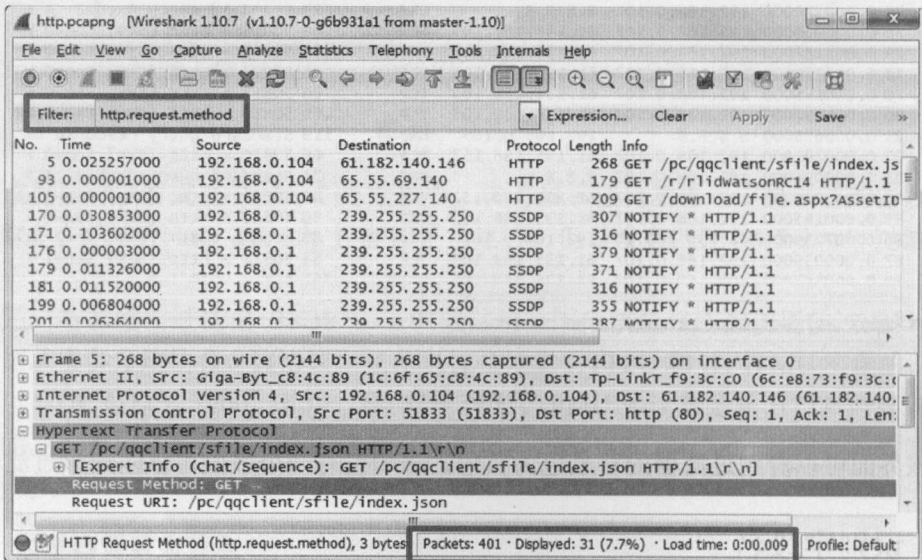 http.pcapng [Wireshark 1.10.7 (v1.10.7-0-g6b931a1 from master-1.10)]
File Edit View Go Capture Analyze Statistics Telephony Tools Internals Help
Filter: http.request.method Expression... Clear Apply Save »
No. Time Source Destination Protocol Length Info
5 0.025257000 192.168.0.104 61.182.140.146 HTTP 268 GET /pc/qqclient/sfile/index.js
93 0.000001000 192.168.0.104 65.55.69.140 HTTP 179 GET /r/rlidWatsonRC14 HTTP/1.1
105 0.000001000 192.168.0.104 65.55.227.140 HTTP 209 GET /download/file.aspx?AssetID
170 0.030853000 192.168.0.1 239.255.255.250 SSDP 307 NOTIFY * HTTP/1.1
171 0.103602000 192.168.0.1 239.255.255.250 SSDP 316 NOTIFY * HTTP/1.1
176 0.000003000 192.168.0.1 239.255.255.250 SSDP 379 NOTIFY * HTTP/1.1
179 0.011326000 192.168.0.1 239.255.255.250 SSDP 371 NOTIFY * HTTP/1.1
181 0.011520000 192.168.0.1 239.255.255.250 SSDP 316 NOTIFY * HTTP/1.1
199 0.006804000 192.168.0.1 239.255.255.250 SSDP 355 NOTIFY * HTTP/1.1
201 0.026364000 192.168.0.1 239.255.255.250 SSDP 387 NOTIFY * HTTP/1.1
Frame 5: 268 bytes on wire (2144 bits), 268 bytes captured (2144 bits) on interface 0
Ethernet II, Src: Giga-Byt_c8:4c:89 (1c:6f:65:c8:4c:89), Dst: Tp-LinkT_f9:3c:c0 (6c:e8:73:f9:3c:c
Internet Protocol Version 4, Src: 192.168.0.104 (192.168.0.104), Dst: 61.182.140.146 (61.182.140.
Transmission Control Protocol, Src Port: 51833 (51833), Dst Port: http (80), Seq: 1, Ack: 1, Len:
Hypertext Transfer Protocol
GET /pc/qqclient/sfile/index.json HTTP/1.1\r\n
[Expert Info (Chat/Sequence): GET /pc/qqclient/sfile/index.json HTTP/1.1\r\n]
Request Method: GET
Request URI: /pc/qqclient/sfile/index.json
HTTP Request Method (http.request.method), 3 bytes Packets: 401 · Displayed: 31 (7.7%) · Load time: 0:00.009 Profile: Default